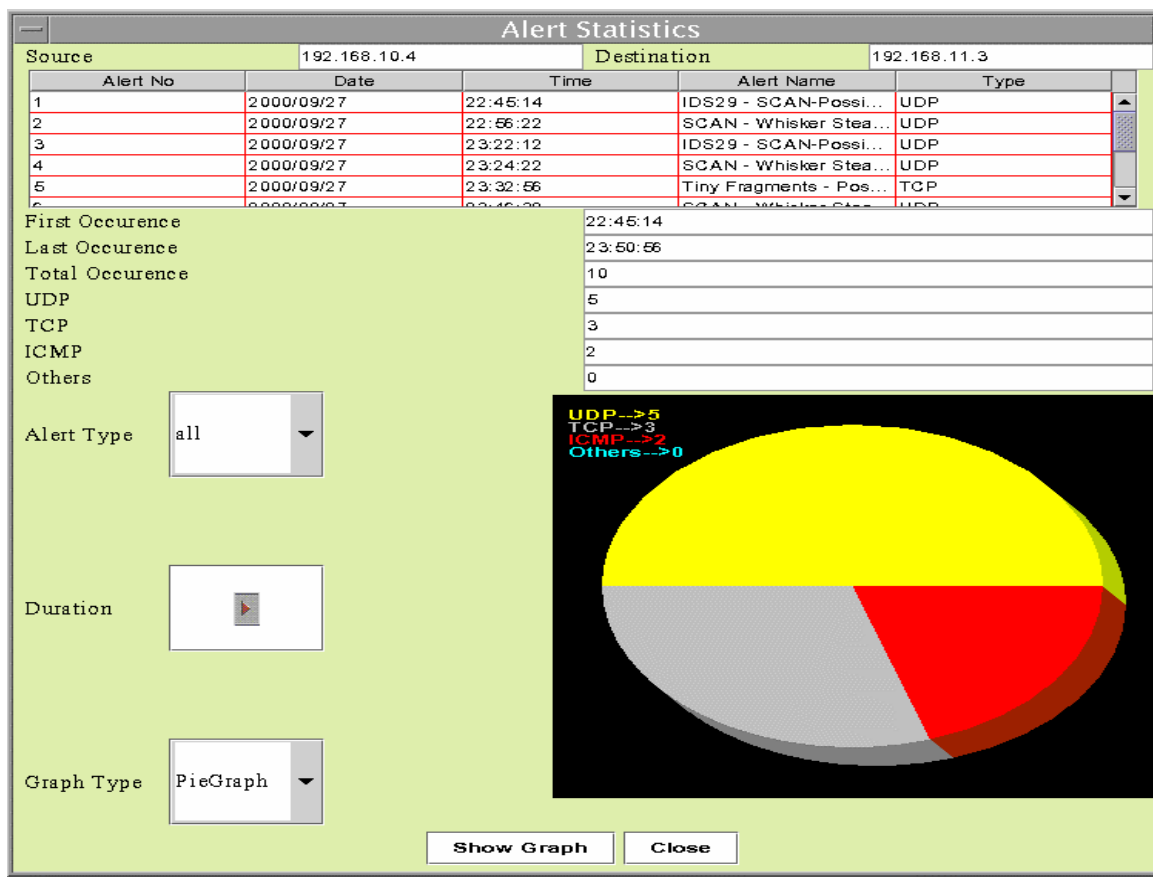 Alert Statistics
Source 192.168.10.4 Destination 192.168.11.3
Alert No Date Time Alert Name Type
1 2000/09/27 22:45:14 IDS29 - SCAN-Possi... UDP
2 2000/09/27 22:56:22 SCAN - Whisker Stea... UDP
3 2000/09/27 23:22:12 IDS29 - SCAN-Possi... UDP
4 2000/09/27 23:24:22 SCAN - Whisker Stea... UDP
5 2000/09/27 23:32:56 Tiny Fragments - Pos... TCP
First Occurence 22:45:14
Last Occurence 23:50:56
Total Occurence 10
UDP 5
TCP 3
ICMP 2
Others 0
Alert Type all
UDP-->5
TCP-->3
ICMP-->2
Others-->0
Duration
Graph Type PieGraph
Show Graph Close